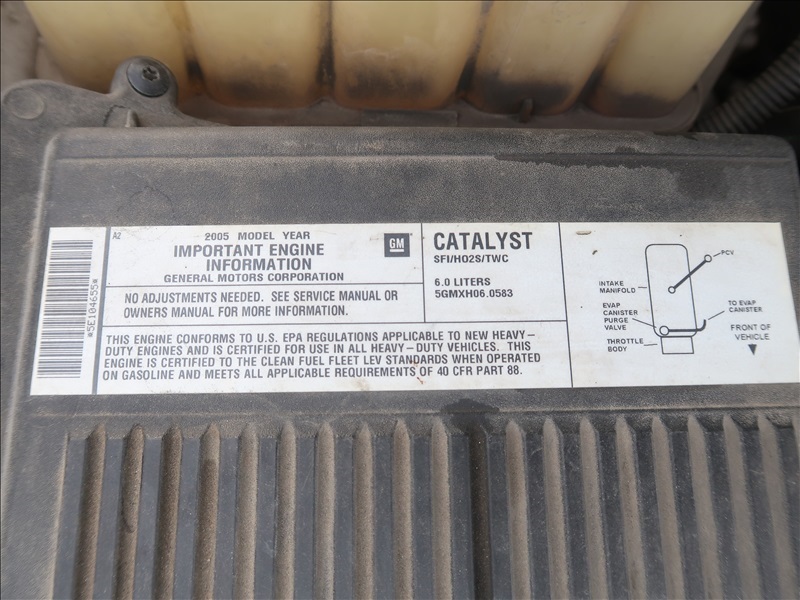 *5E104655*
A2
2005 MODEL YEAR
IMPORTANT ENGINE
INFORMATION
GENERAL MOTORS CORPORATION
GM
NO ADJUSTMENTS NEEDED. SEE SERVICE MANUAL OR
OWNERS MANUAL FOR MORE INFORMATION.
CATALYST
SFI/HO2S/TWC
6.0 LITERS
5GMXH06.0583
THIS ENGINE CONFORMS TO U.S. EPA REGULATIONS APPLICABLE TO NEW HEAVY-
DUTY ENGINES AND IS CERTIFIED FOR USE IN ALL HEAVY-DUTY VEHICLES. THIS
ENGINE IS CERTIFIED TO THE CLEAN FUEL FLEET LEV STANDARDS WHEN OPERATED
ON GASOLINE AND MEETS ALL APPLICABLE REQUIREMENTS OF 40 CFR PART 88.
PCV
INTAKE
MANIFOLD
EVAP
CANISTER
PURGE
VALVE
THROTTLE
BODY
TO EVAP
CANISTER
FRONT OF
VEHICLE